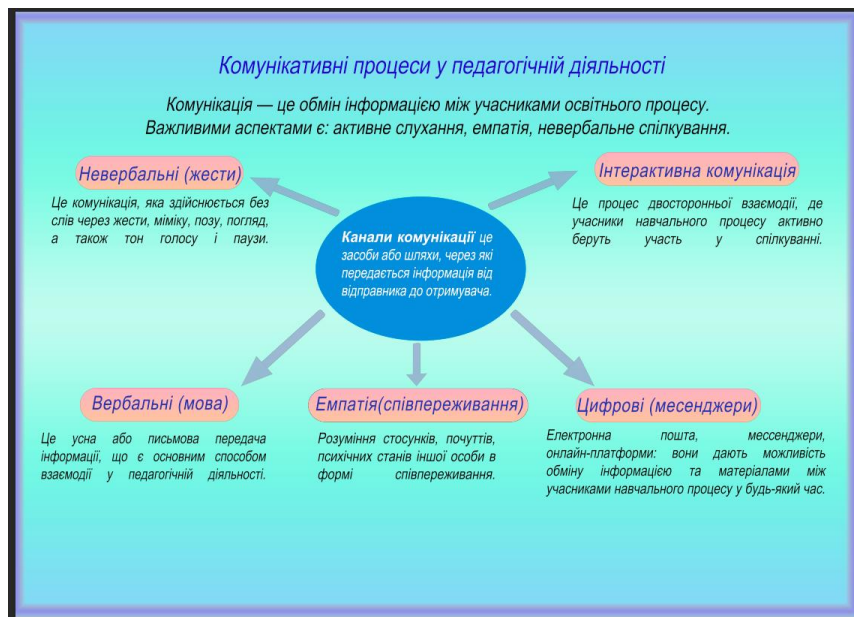 Комунікативні процеси у педагогічній діяльності
Комунікація — це обмін інформацією між учасниками освітнього процесу.
Важливими аспектами є: активне слухання, емпатія, невербальне спілкування.
Невербальні (жести)
Це комунікація, яка здійснюється без
слів через жести, міміку, позу, погляд,
а також тон голосу і паузи.
Інтерактивна комунікація
Це процес двосторонньої взаємодії, де
учасники навчального процесу активно
беруть участь у спілкуванні.
Канали комунікації це
засоби або шляхи, через які
передається інформація від
відправника до отримувача.
Вербальні (мова)
Це усна або письмова передача
інформації, що є основним способом
взаємодії у педагогічній діяльності.
Емпатія(співпереживання)
Розуміння стосунків, почуттів,
психічних станів іншої особи в
формі співпереживання.
Цифрові (месенджери)
Електронна пошта, мессенджери,
онлайн-платформи: вони дають можливість
обміну інформацією та матеріалами між
учасниками навчального процесу у будь-який час.